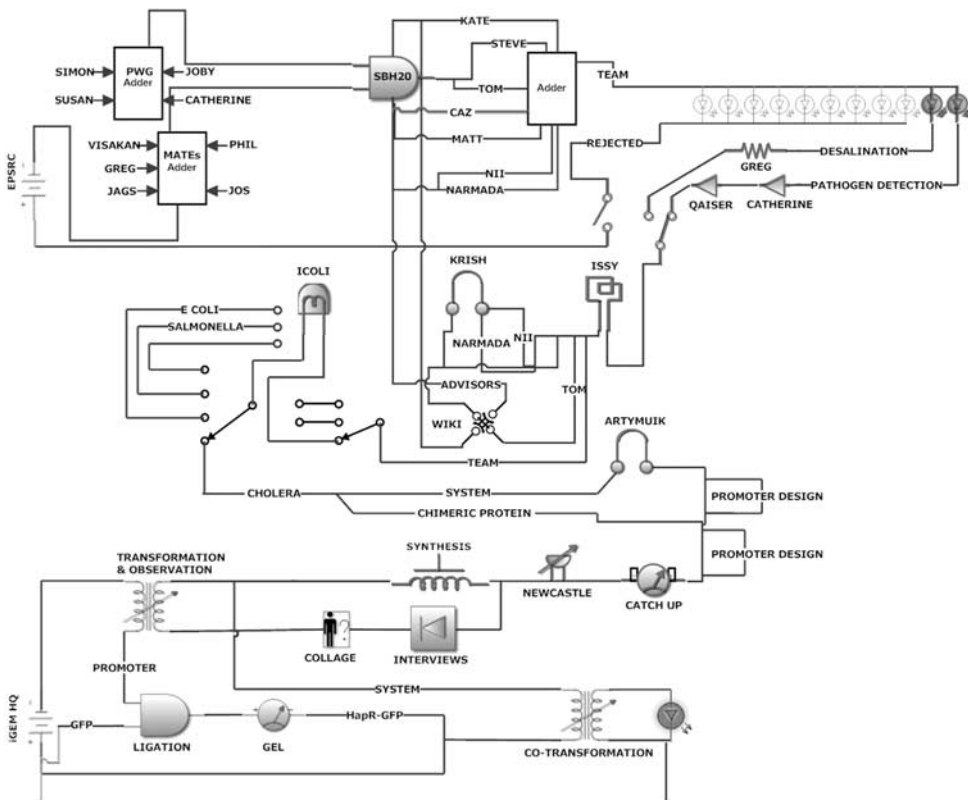 KATE
STEVE
SIMON
PWG
Adder
JOBY
SBH20
TEAM
SUSAN
CATHERINE
TOM
Adder
CAZ
VISAKAN
PHIL
MATT
REJECTED
MATEs
Adder
GREG
DESALINATION
GREG
EPSRC
JAGS
JOS
NII
NARMADA
PATHOGEN DETECTION
QAISER
CATHERINE
KRISH
ISSY
ICOLI
E COLI
SALMONELLA
NII
NARMADA
ADVISORS
TOM
WIKI
ARTYMUIK
TEAM
CHOLERA
SYSTEM
PROMOTER DESIGN
CHIMERIC PROTEIN
SYNTHESIS
PROMOTER DESIGN
TRANSFORMATION
& OBSERVATION
NEWCASTLE
CATCH UP
?
COLLAGE
INTERVIEWS
PROMOTER
SYSTEM
iGEM HQ
GFP
HapR-GFP
LIGATION
GEL
CO-TRANSFORMATION